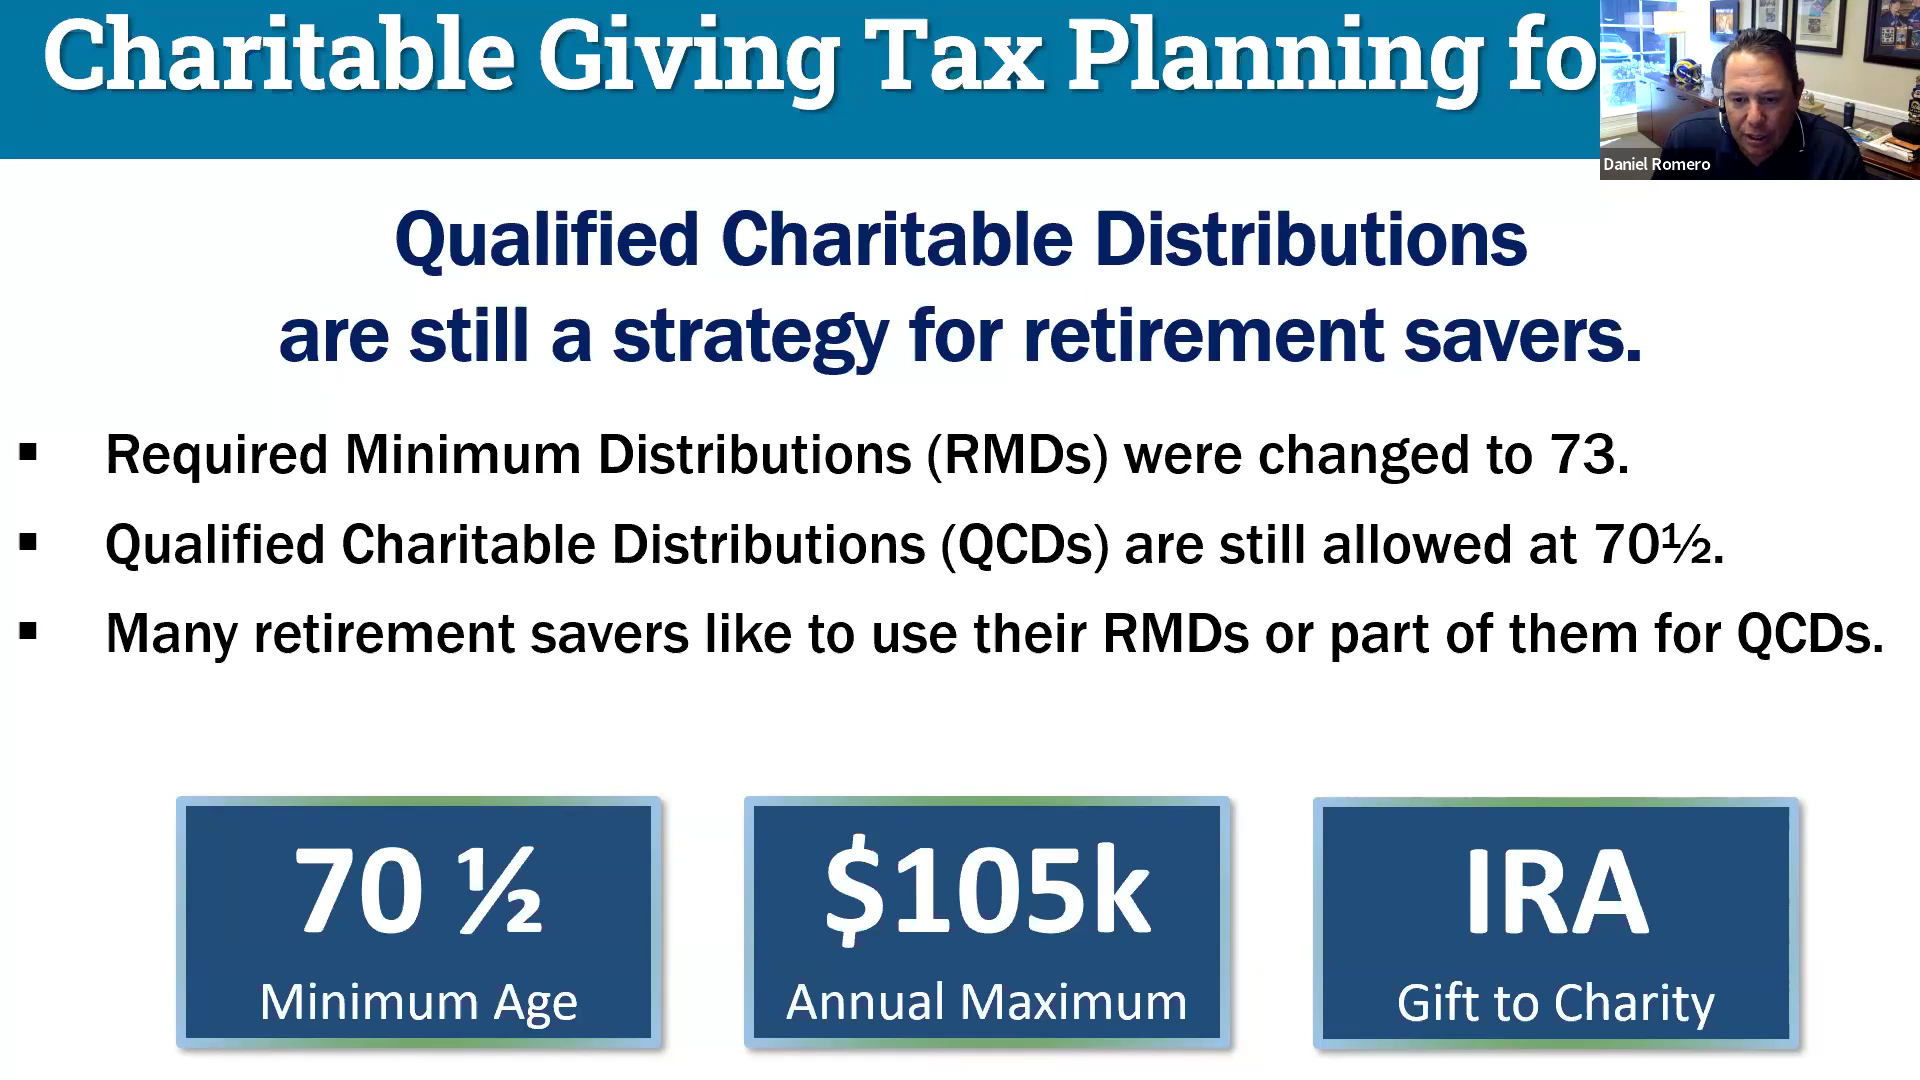 Charitable Giving Tax Planning fo
Daniel Romero
Qualified Charitable Distributions
are still a strategy for retirement savers.
▪ Required Minimum Distributions (RMDs) were changed to 73.
▪ Qualified Charitable Distributions (QCDs) are still allowed at 70½.
▪ Many retirement savers like to use their RMDs or part of them for QCDs.
70 ½
Minimum Age
$105k
Annual Maximum
IRA
Gift to Charity